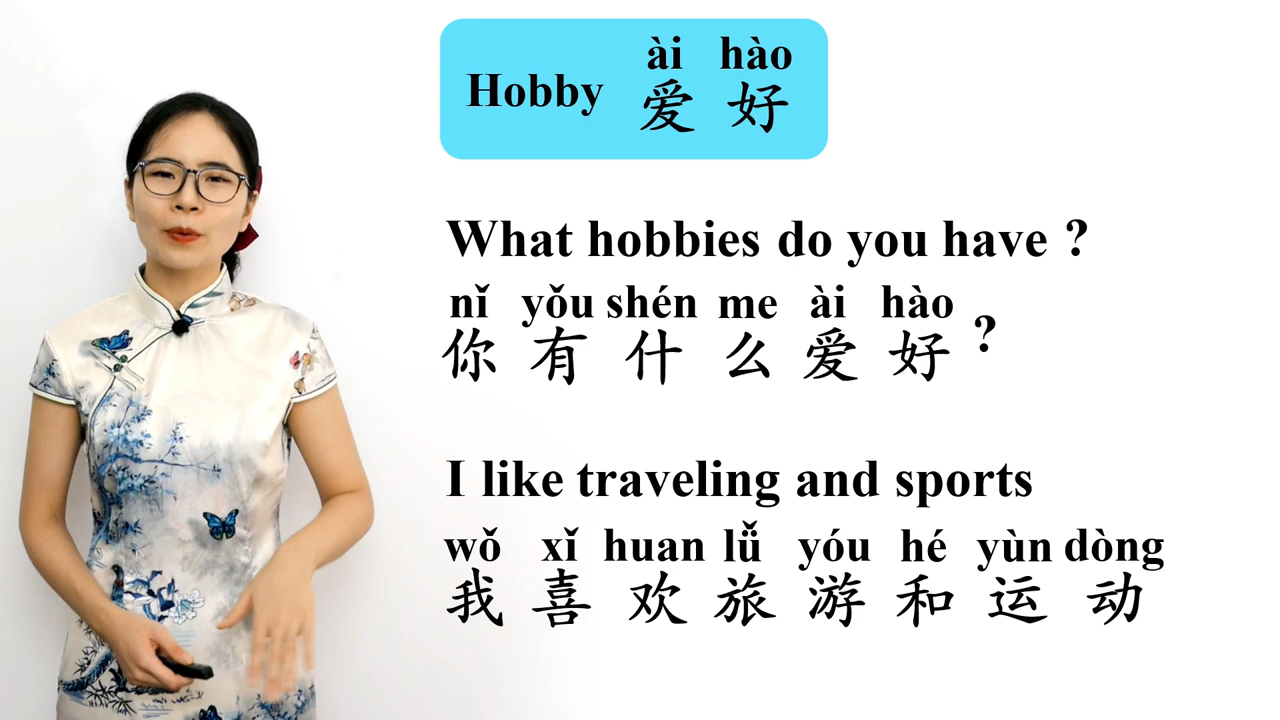 ài hào
Hobby 爱好
What hobbies do you have ?
nǐ yǒu shén me ài hào
你有什么爱好?
I like traveling and sports
wǒ xǐ huan lǚ yóu hé yùn dòng
我喜欢旅游和运动